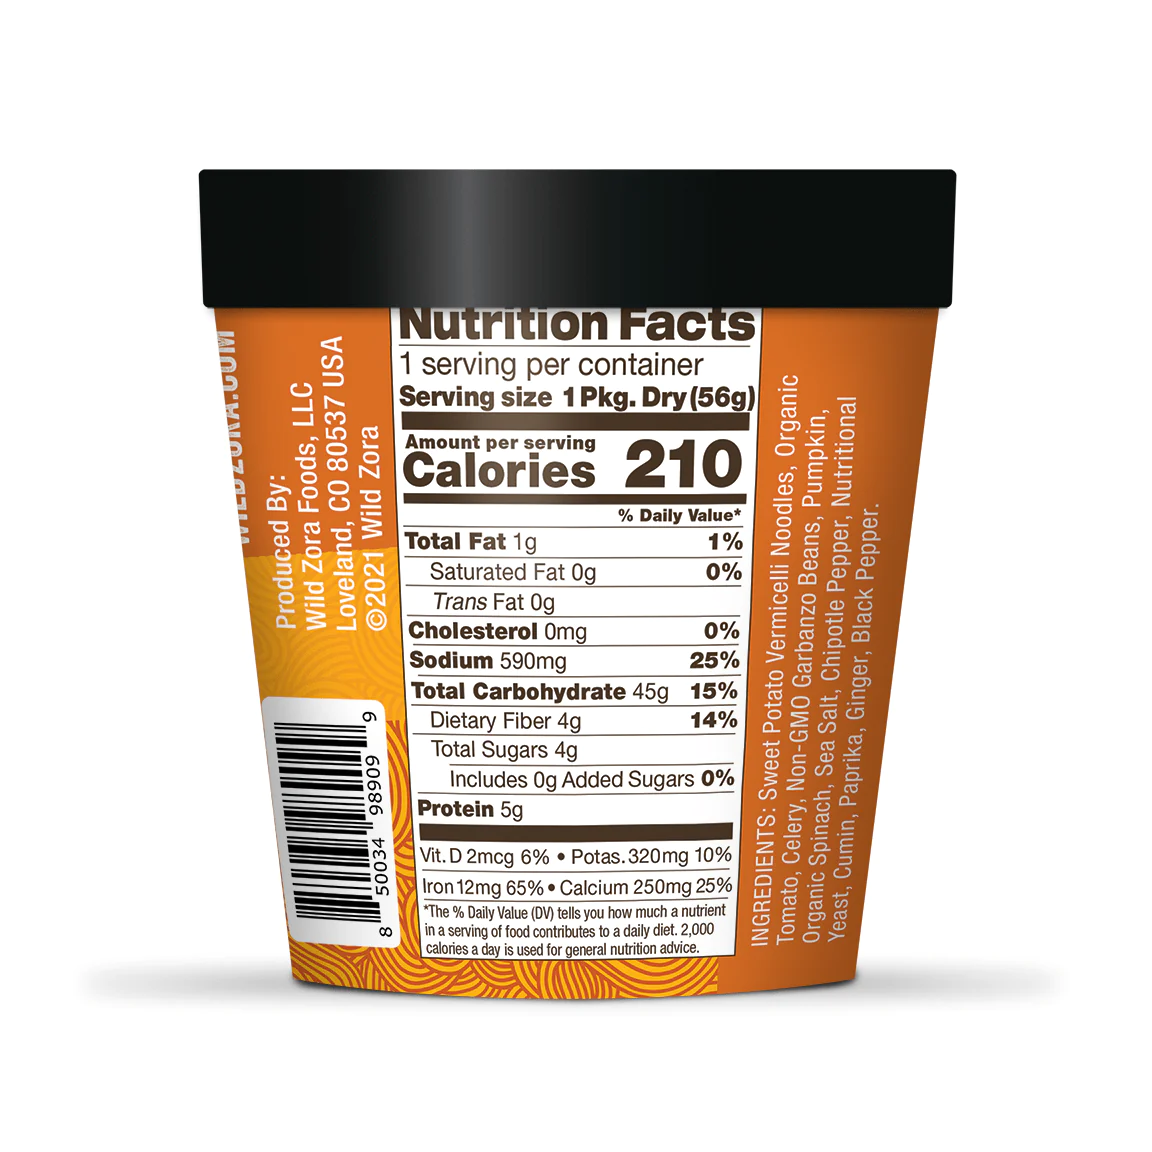 WILDZORA.COM
Produced By:
Wild Zora Foods, LLC
Loveland, CO 80537 USA
©2021 Wild Zora
8 50034 98909 9
Nutrition Facts
1 serving per container
Serving size 1 Pkg. Dry (56g)
Amount per serving
Calories 210
% Daily Value*
Total Fat 1g 1%
Saturated Fat 0g 0%
Trans Fat 0g
Cholesterol 0mg 0%
Sodium 590mg 25%
Total Carbohydrate 45g 15%
Dietary Fiber 4g 14%
Total Sugars 4g
Includes 0g Added Sugars 0%
Protein 5g
Vit. D 2mcg 6% • Potas. 320mg 10%
Iron 12mg 65% • Calcium 250mg 25%
*The % Daily Value (DV) tells you how much a nutrient
in a serving of food contributes to a daily diet. 2,000
calories a day is used for general nutrition advice.
INGREDIENTS: Sweet Potato Vermicelli Noodles, Organic
Tomato, Celery, Non-GMO Garbanzo Beans, Pumpkin,
Organic Spinach, Sea Salt, Chipotle Pepper, Nutritional
Yeast, Cumin, Paprika, Ginger, Black Pepper.